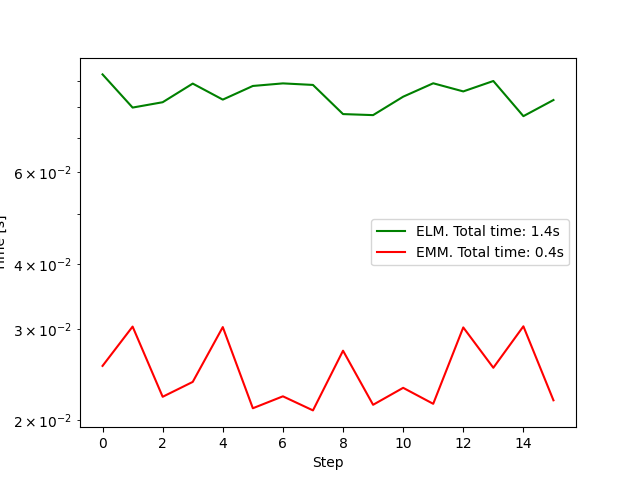 6 × 10⁻²
4 × 10⁻²
3 × 10⁻²
2 × 10⁻²
ELM. Total time: 1.4s
EMM. Total time: 0.4s
0 2 4 6 8 10 12 14
Step